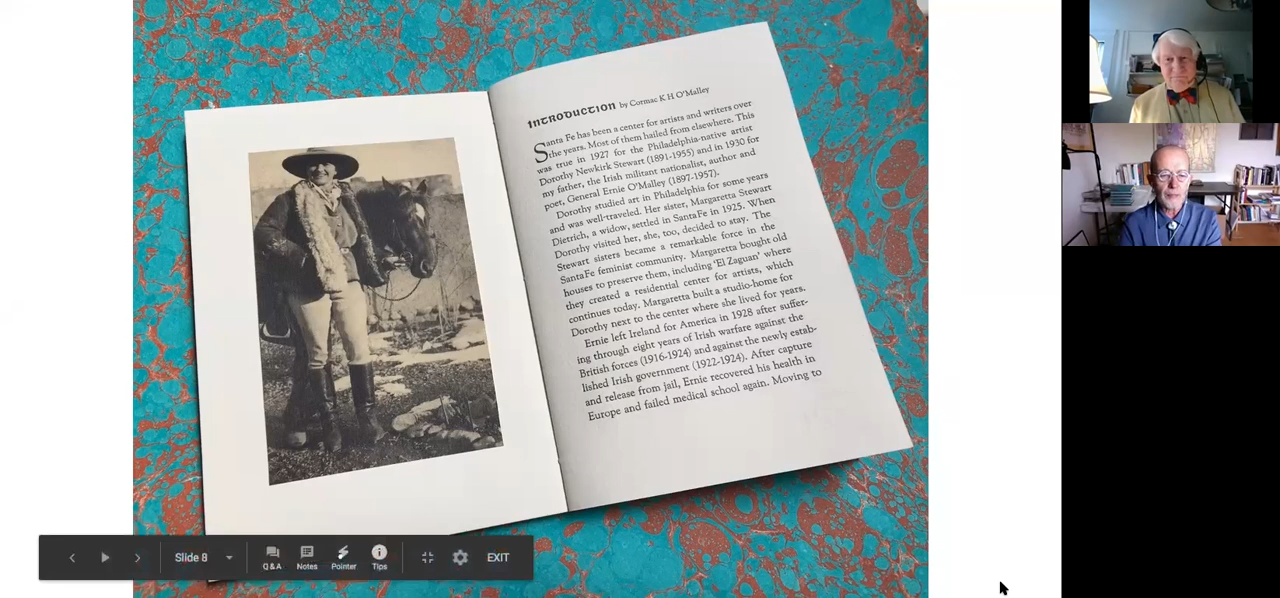 Introduction by Cormac K H O'Malley
Santa Fe has been a center for artists and writers over
the years. Most of them hailed from elsewhere. This
was true in 1927 for the Philadelphia-native artist
Dorothy Newkirk Stewart (1891-1955) and in 1930 for
my father, the Irish militant nationalist, author and
poet, General Ernie O'Malley (1897-1957).
Dorothy studied art in Philadelphia for some years
and was well-traveled. Her sister, Margaretta Stewart
Dietrich, a widow, settled in Santa Fe in 1925. When
Dorothy visited her, she, too, decided to stay. The
Stewart sisters became a remarkable force in the
Santa Fe feminist community. Margaretta bought old
houses to preserve them, including 'El Zaguan' where
they created a residential center for artists, which
continues today. Margaretta built a studio-home for
Dorothy next to the center where she lived for years.
Ernie left Ireland for America in 1928 after suffer-
ing through eight years of Irish warfare against the
British forces (1916-1924) and against the newly estab-
lished Irish government (1922-1924). After capture
and release from jail, Ernie recovered his health in
Europe and failed medical school again. Moving to
Slide 8
Q&A
Notes
Pointer
Tips
EXIT